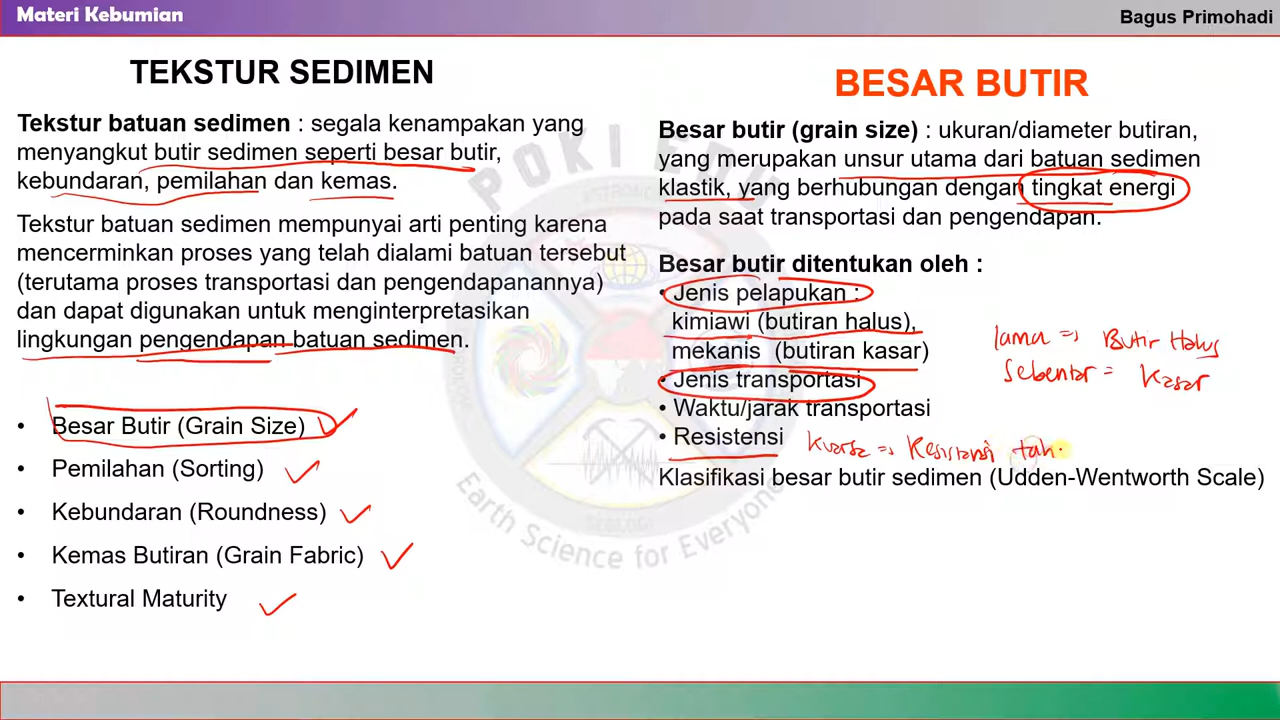 Materi Kebumian
Bagus Primohadi
TEKSTUR SEDIMEN
Tekstur batuan sedimen : segala kenampakan yang
menyangkut butir sedimen seperti besar butir,
kebundaran, pemilahan dan kemas.
Tekstur batuan sedimen mempunyai arti penting karena
mencerminkan proses yang telah dialami batuan tersebut
(terutama proses transportasi dan pengendapanannya)
dan dapat digunakan untuk menginterpretasikan
lingkungan pengendapan batuan sedimen.
• Besar Butir (Grain Size)
• Pemilahan (Sorting)
• Kebundaran (Roundness)
• Kemas Butiran (Grain Fabric)
• Textural Maturity
BESAR BUTIR
Besar butir (grain size) : ukuran/diameter butiran,
yang merupakan unsur utama dari batuan sedimen
klastik, yang berhubungan dengan tingkat energi
pada saat transportasi dan pengendapan.
Besar butir ditentukan oleh :
• Jenis pelapukan :
kimiawi (butiran halus),
mekanis (butiran kasar)
• Jenis transportasi
• Waktu/jarak transportasi
• Resistensi
lama => Butir Halus
Sebentar = Kasar
Kuarsa => Resistensi tah
Klasifikasi besar butir sedimen (Udden-Wentworth Scale)
POKI EDU
Earth Science for Everyone